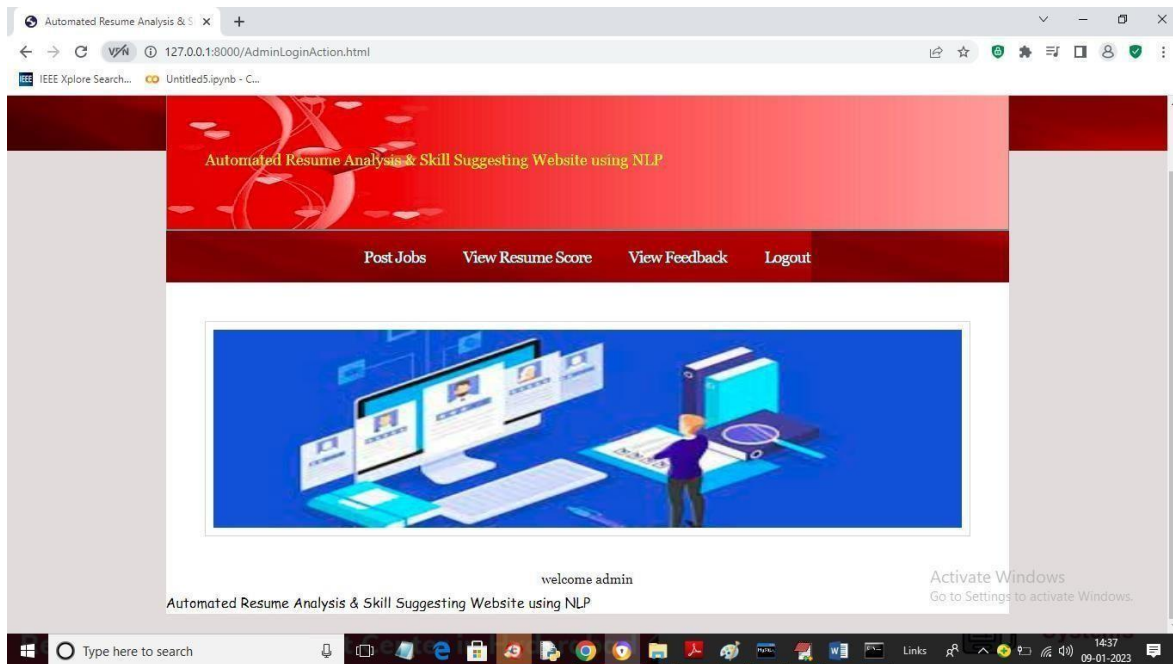 Automated Resume Analysis & S
127.0.0.1:8000/AdminLoginAction.html
IEEE IEEE Xplore Search... CO Untitled5.ipynb - C...
Automated Resume Analysis & Skill Suggesting Website using NLP
Post Jobs View Resume Score View Feedback Logout
welcome admin
Automated Resume Analysis & Skill Suggesting Website using NLP
Activate Windows
Go to Settings to activate Windows.
Type here to search
Links
14:37
09-01-2023